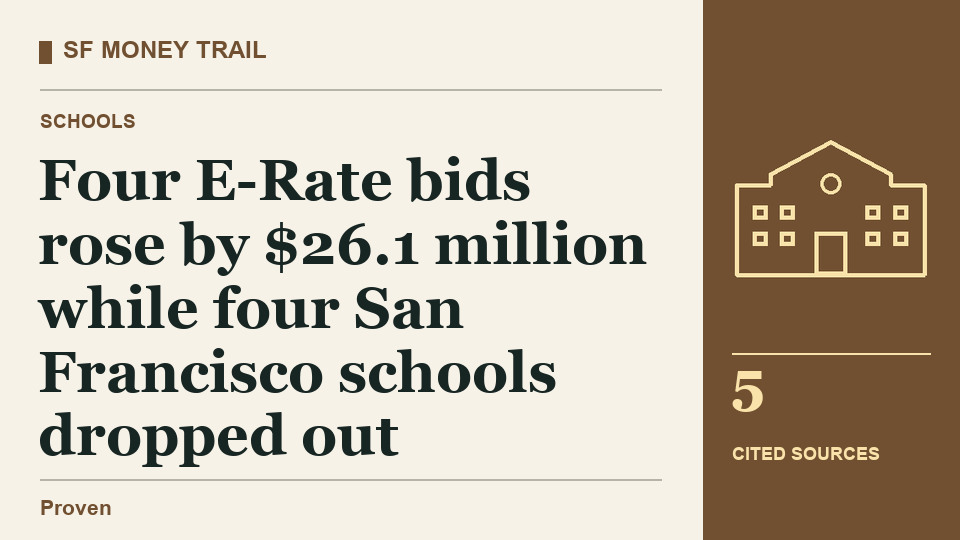 SF MONEY TRAIL
SCHOOLS
Four E-Rate bids
rose by $26.1 million
while four San
Francisco schools
dropped out
Proven
5
CITED SOURCES